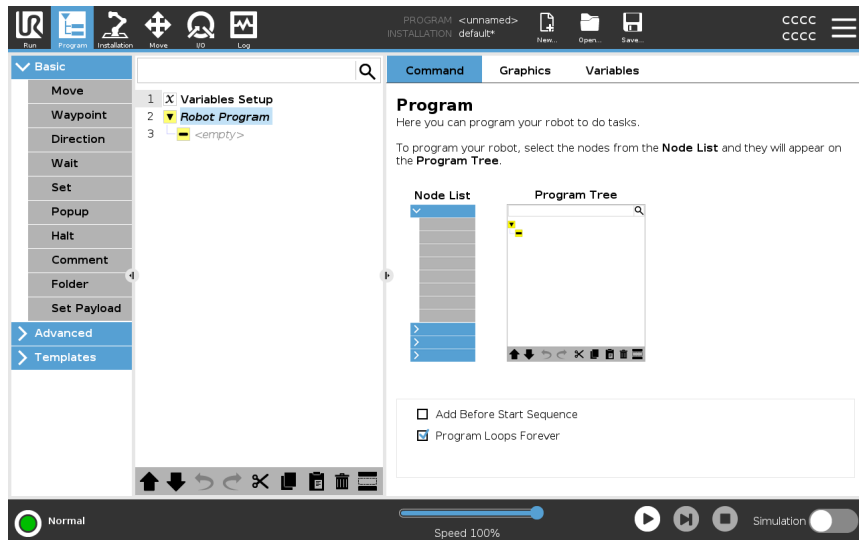 UR
Run
Program
Installation
Move
I/O
Log
PROGRAM <unnamed>
INSTALLATION default*
New...
Open...
Save...
CCCC
CCCC
Basic
Move
Waypoint
Direction
Wait
Set
Popup
Halt
Comment
Folder
Set Payload
Advanced
Templates
1 X Variables Setup
2 Robot Program
3 <empty>
Command Graphics Variables
Program
Here you can program your robot to do tasks.
To program your robot, select the nodes from the Node List and they will appear on
the Program Tree.
Node List Program Tree
Add Before Start Sequence
Program Loops Forever
Normal
Speed 100%
Simulation